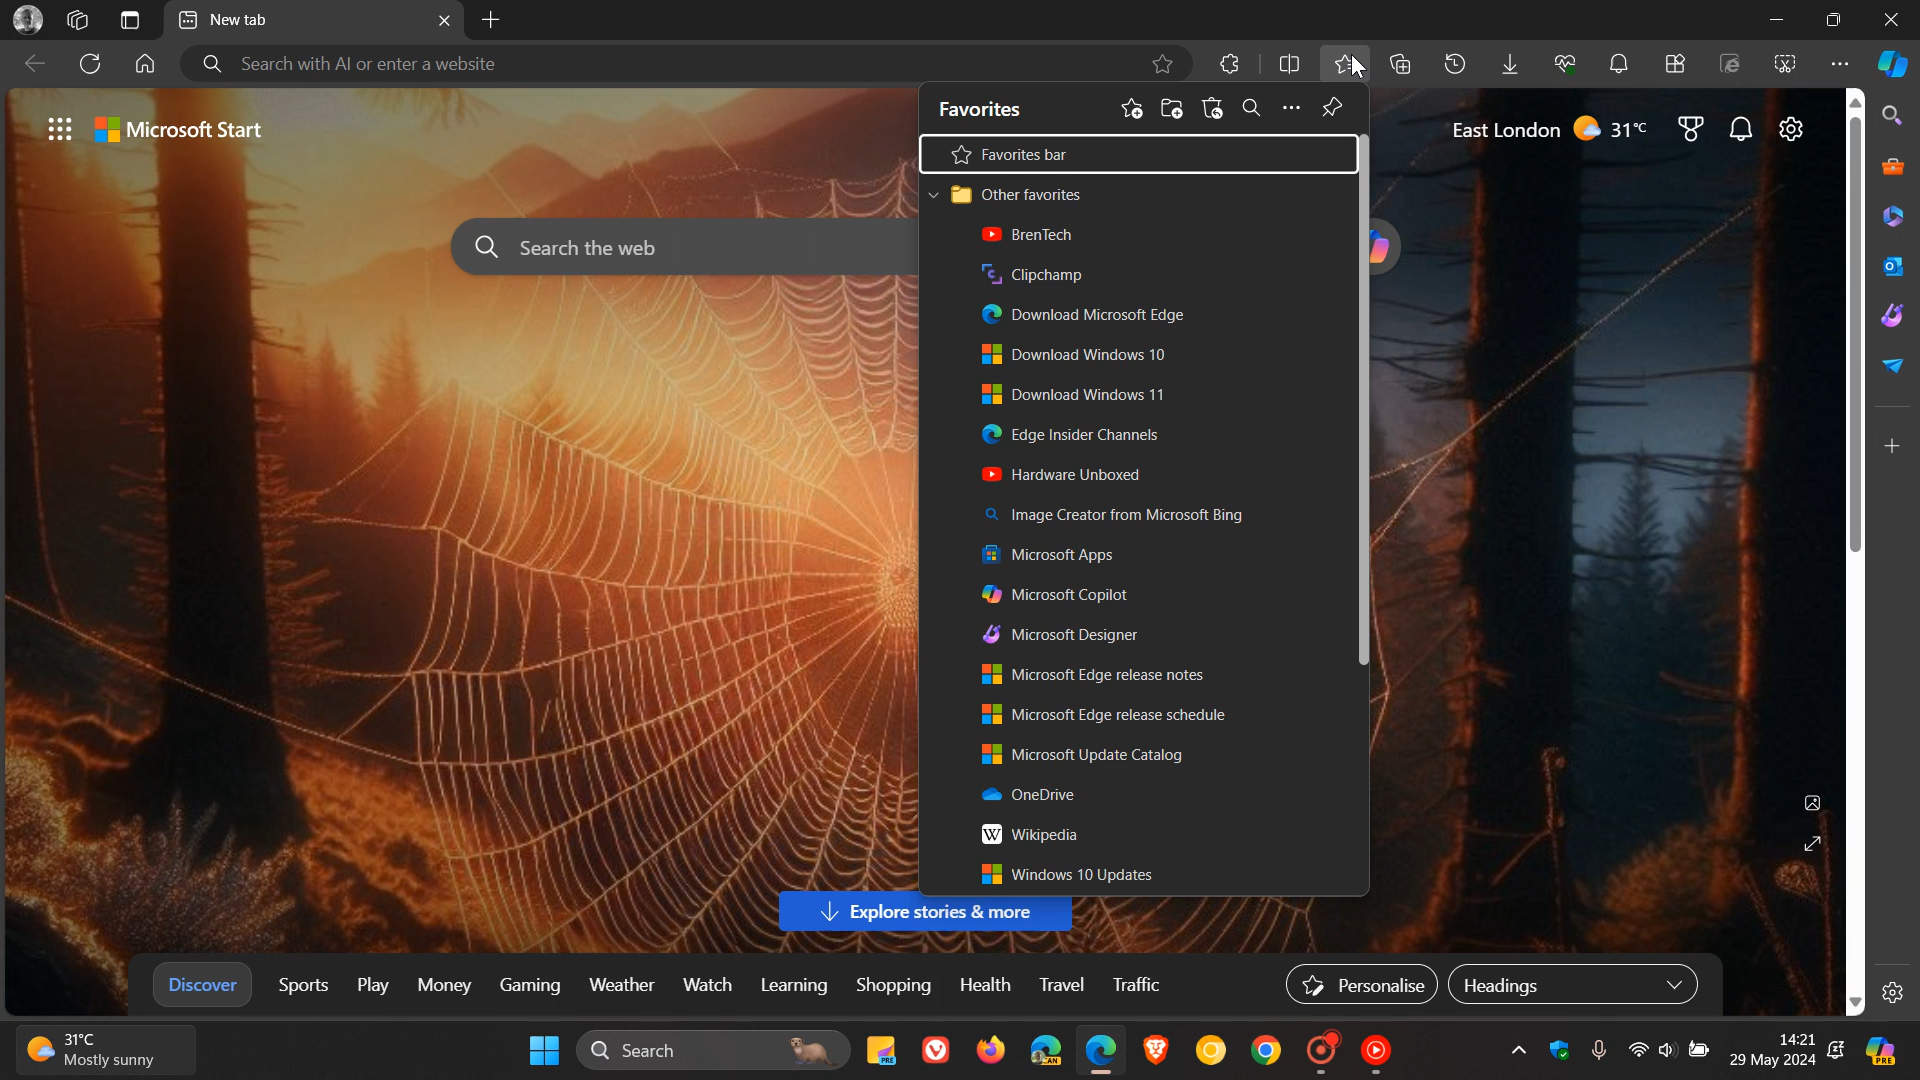 New tab
Search with AI or enter a website
Microsoft Start
Search the web
Favorites
Favorites bar
Other favorites
BrenTech
Clipchamp
Download Microsoft Edge
Download Windows 10
Download Windows 11
Edge Insider Channels
Hardware Unboxed
Image Creator from Microsoft Bing
Microsoft Apps
Microsoft Copilot
Microsoft Designer
Microsoft Edge release notes
Microsoft Edge release schedule
Microsoft Update Catalog
OneDrive
W Wikipedia
Windows 10 Updates
East London 31°C
Explore stories & more
Discover Sports Play Money Gaming Weather Watch Learning Shopping Health Travel Traffic Personalise Headings
31°C
Mostly sunny
Search
PRE
CAN
14:21
29 May 2024
PRE